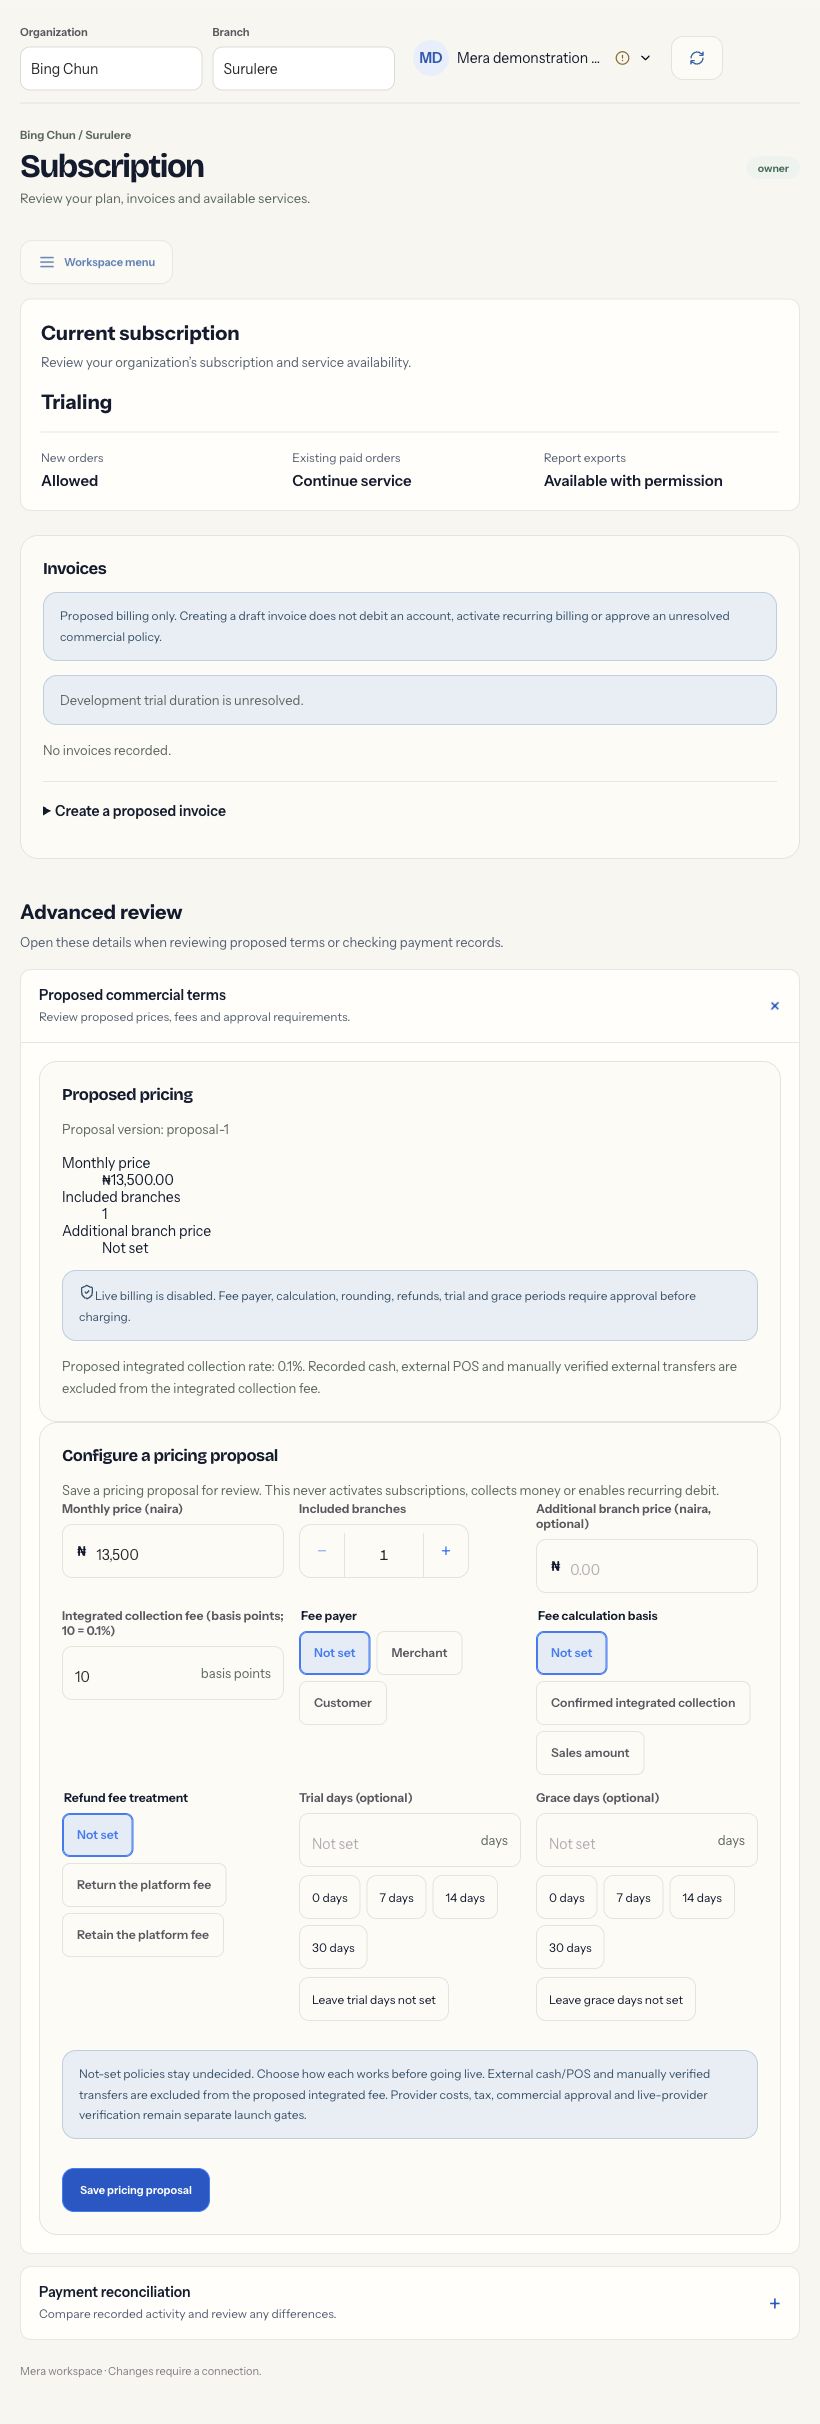 Organization
Branch
Bing Chun
Surulere
MD
Mera demonstration ...
Bing Chun / Surulere
Subscription
owner
Review your plan, invoices and available services.
Workspace menu
Current subscription
Review your organization's subscription and service availability.
Trialing
New orders
Existing paid orders
Report exports
Allowed
Continue service
Available with permission
Invoices
Proposed billing only. Creating a draft invoice does not debit an account, activate recurring billing or approve an unresolved
commercial policy.
Development trial duration is unresolved.
No invoices recorded.
Create a proposed invoice
Advanced review
Open these details when reviewing proposed terms or checking payment records.
Proposed commercial terms
Review proposed prices, fees and approval requirements.
Proposed pricing
Proposal version: proposal-1
Monthly price
₦13,500.00
Included branches
1
Additional branch price
Not set
Live billing is disabled. Fee payer, calculation, rounding, refunds, trial and grace periods require approval before
charging.
Proposed integrated collection rate: 0.1%. Recorded cash, external POS and manually verified external transfers are
excluded from the integrated collection fee.
Configure a pricing proposal
Save a pricing proposal for review. This never activates subscriptions, collects money or enables recurring debit.
Monthly price (naira)
₦ 13,500
Included branches
− 1 +
Additional branch price (naira,
optional)
₦ 0.00
Integrated collection fee (basis points;
10 = 0.1%)
10 basis points
Fee payer
Not set
Merchant
Customer
Fee calculation basis
Not set
Confirmed integrated collection
Sales amount
Refund fee treatment
Not set
Return the platform fee
Retain the platform fee
Trial days (optional)
Not set days
0 days
7 days
14 days
30 days
Leave trial days not set
Grace days (optional)
Not set days
0 days
7 days
14 days
30 days
Leave grace days not set
Not-set policies stay undecided. Choose how each works before going live. External cash/POS and manually verified
transfers are excluded from the proposed integrated fee. Provider costs, tax, commercial approval and live-provider
verification remain separate launch gates.
Save pricing proposal
Payment reconciliation
Compare recorded activity and review any differences.
Mera workspace · Changes require a connection.